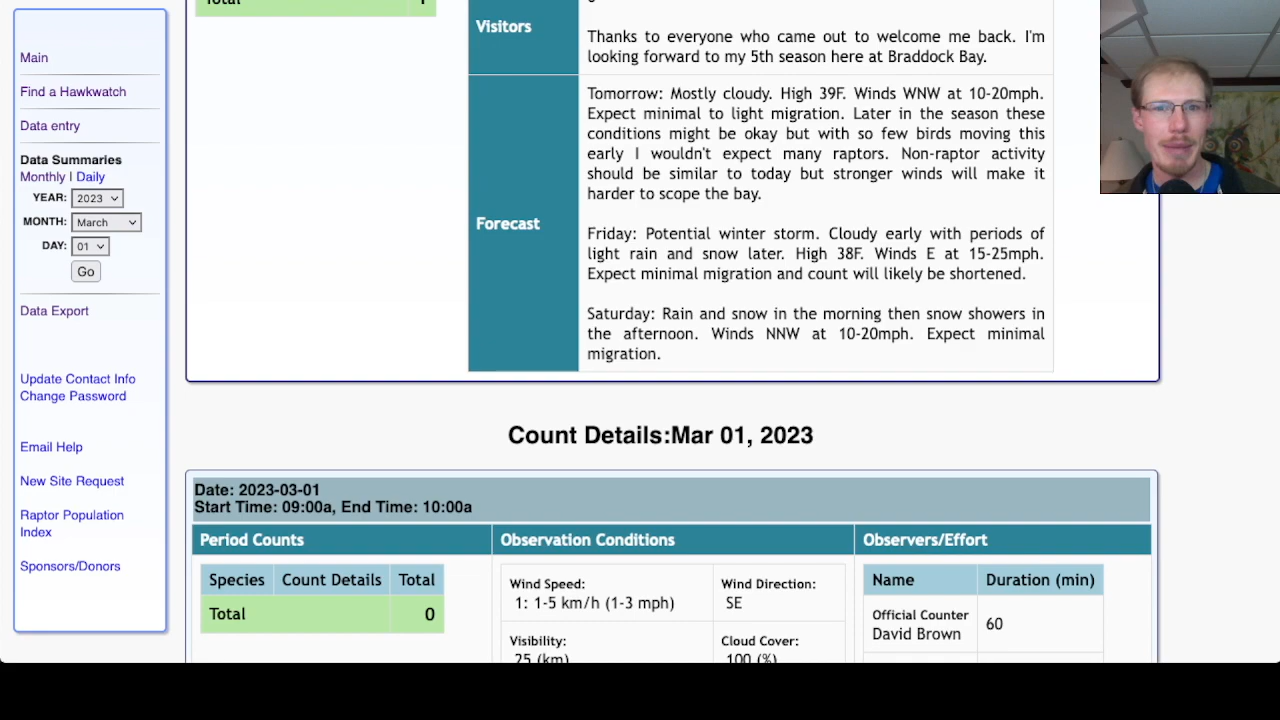 Main
Find a Hawkwatch
Data entry
Data Summaries
Monthly | Daily
YEAR: 2023
MONTH: March
DAY: 01
Go
Data Export
Update Contact Info
Change Password
Email Help
New Site Request
Raptor Population
Index
Sponsors/Donors
Total 1
Visitors
Thanks to everyone who came out to welcome me back. I'm
looking forward to my 5th season here at Braddock Bay.
Forecast
Tomorrow: Mostly cloudy. High 39F. Winds WNW at 10-20mph.
Expect minimal to light migration. Later in the season these
conditions might be okay but with so few birds moving this
early I wouldn't expect many raptors. Non-raptor activity
should be similar to today but stronger winds will make it
harder to scope the bay.
Friday: Potential winter storm. Cloudy early with periods of
light rain and snow later. High 38F. Winds E at 15-25mph.
Expect minimal migration and count will likely be shortened.
Saturday: Rain and snow in the morning then snow showers in
the afternoon. Winds NNW at 10-20mph. Expect minimal
migration.
Count Details:Mar 01, 2023
Date: 2023-03-01
Start Time: 09:00a, End Time: 10:00a
Period Counts
Species Count Details Total
Total 0
Observation Conditions
Wind Speed:
1: 1-5 km/h (1-3 mph)
Wind Direction:
SE
Visibility:
25 (km)
Cloud Cover:
100 (%)
Observers/Effort
Name Duration (min)
Official Counter
David Brown
60